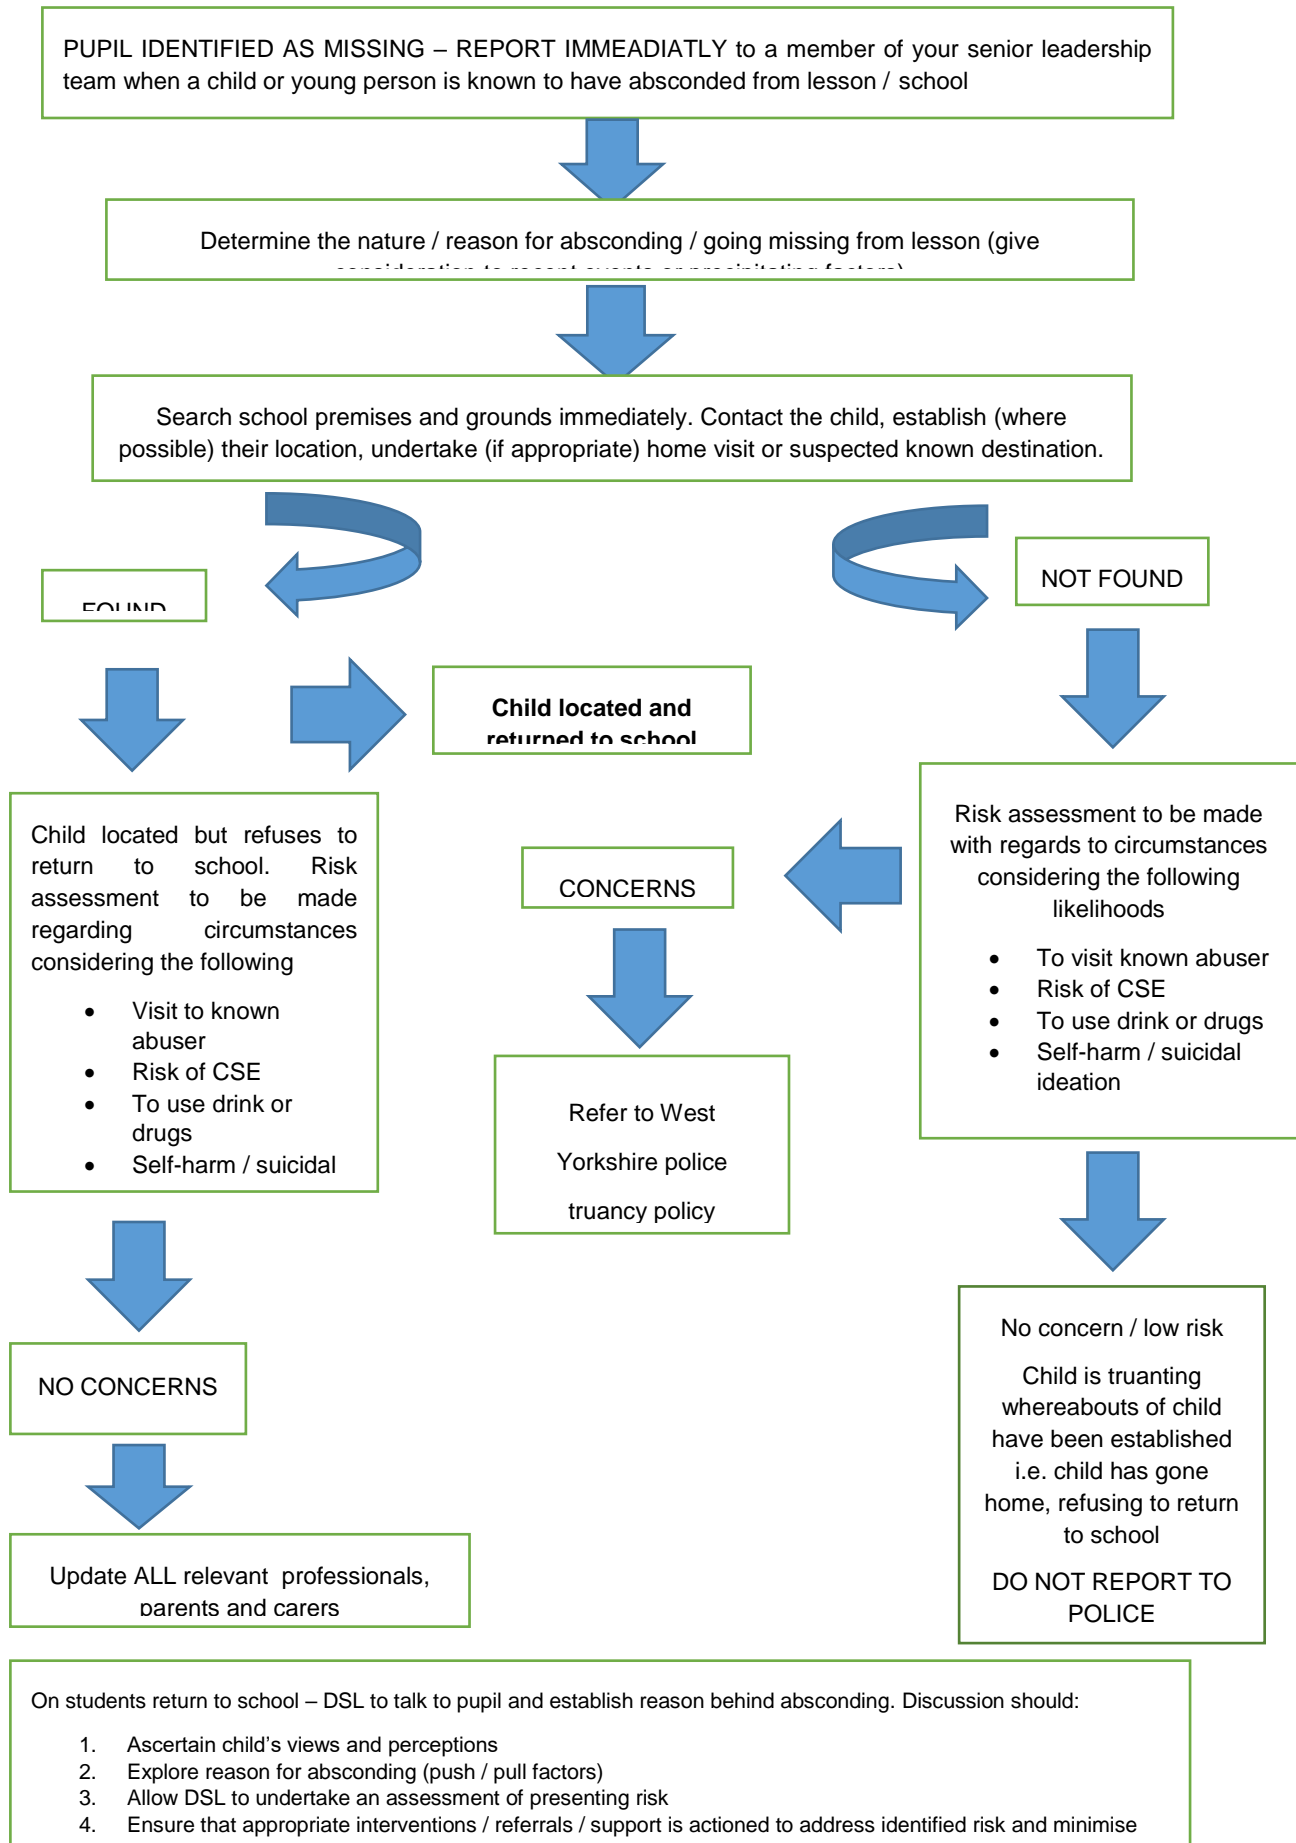 PUPIL IDENTIFIED AS MISSING – REPORT IMMEADIATLY to a member of your senior leadership
team when a child or young person is known to have absconded from lesson / school
Determine the nature / reason for absconding / going missing from lesson (give
consideration to recent events or precipitating factors)
Search school premises and grounds immediately. Contact the child, establish (where
possible) their location, undertake (if appropriate) home visit or suspected known destination.
FOUND
NOT FOUND
Child located and
returned to school
Child located but refuses to
return to school. Risk
assessment to be made
regarding circumstances
considering the following
• Visit to known
abuser
• Risk of CSE
• To use drink or
drugs
• Self-harm / suicidal
CONCERNS
Risk assessment to be made
with regards to circumstances
considering the following
likelihoods
• To visit known abuser
• Risk of CSE
• To use drink or drugs
• Self-harm / suicidal
ideation
Refer to West
Yorkshire police
truancy policy
NO CONCERNS
No concern / low risk
Child is truanting
whereabouts of child
have been established
i.e. child has gone
home, refusing to return
to school
DO NOT REPORT TO
POLICE
Update ALL relevant professionals,
parents and carers
On students return to school – DSL to talk to pupil and establish reason behind absconding. Discussion should:
1. Ascertain child’s views and perceptions
2. Explore reason for absconding (push / pull factors)
3. Allow DSL to undertake an assessment of presenting risk
4. Ensure that appropriate interventions / referrals / support is actioned to address identified risk and minimise